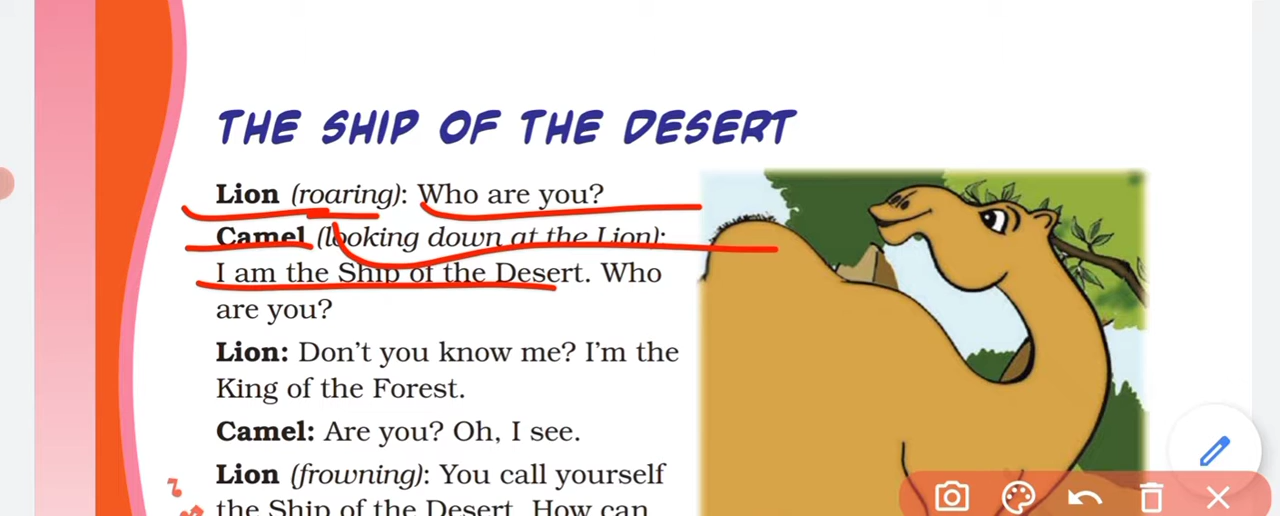 THE SHIP OF THE DESERT
Lion (roaring): Who are you?
Camel (looking down at the Lion):
I am the Ship of the Desert. Who
are you?
Lion: Don't you know me? I'm the
King of the Forest.
Camel: Are you? Oh, I see.
Lion (frowning): You call yourself
the Ship of the Desert. How can